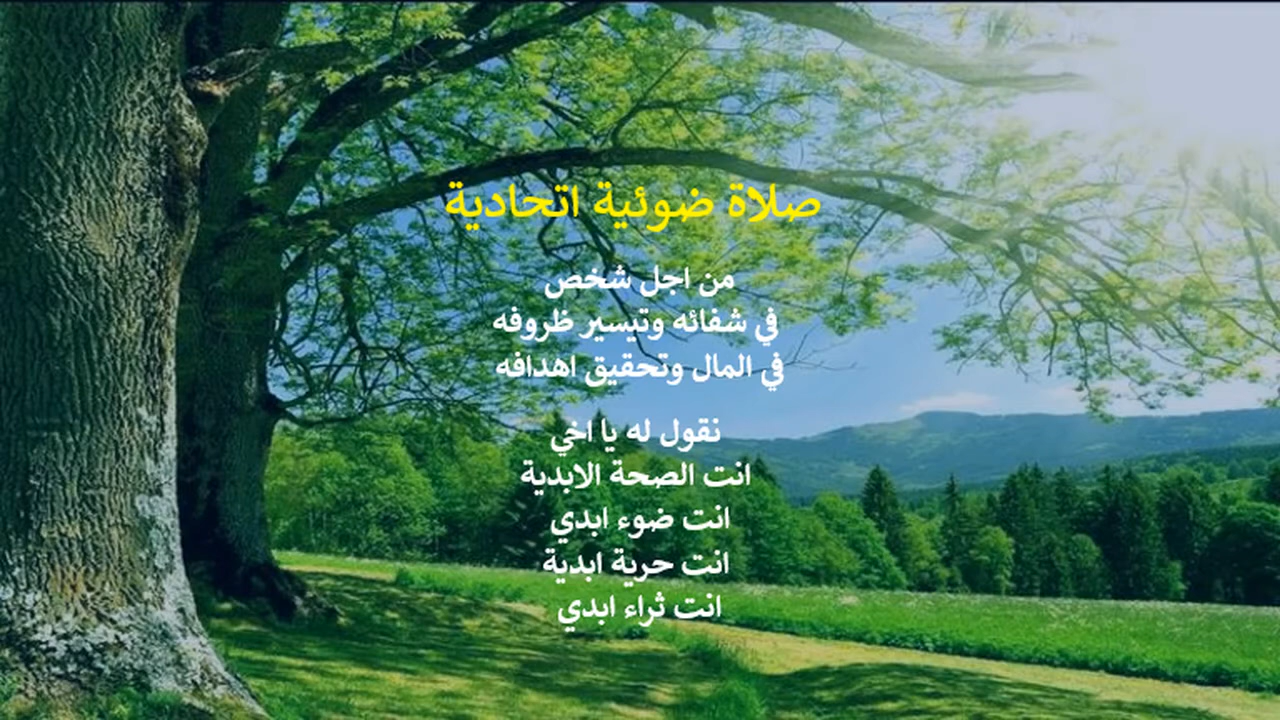 صلاة ضوئية اتحادية
من اجل شخص
في شفائه وتيسير ظروفه
في المال وتحقيق اهدافه
نقول له يا اخي
انت الصحة الابدية
انت ضوء ابدي
انت حرية ابدية
انت ثراء ابدي